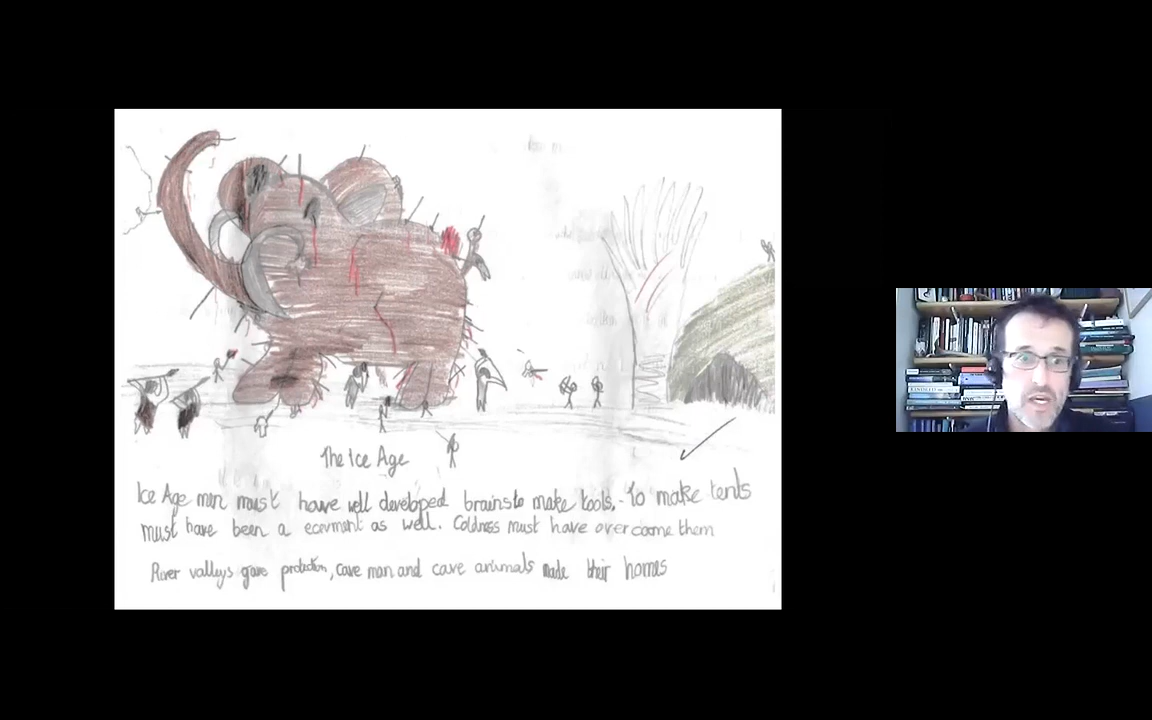 The Ice Age
Ice Age men must have well developed brains to make tools. To make tents
must have been a ecevment as well. Coldness must have overcome them
River valleys gave protection, cave man and cave animals made their homes